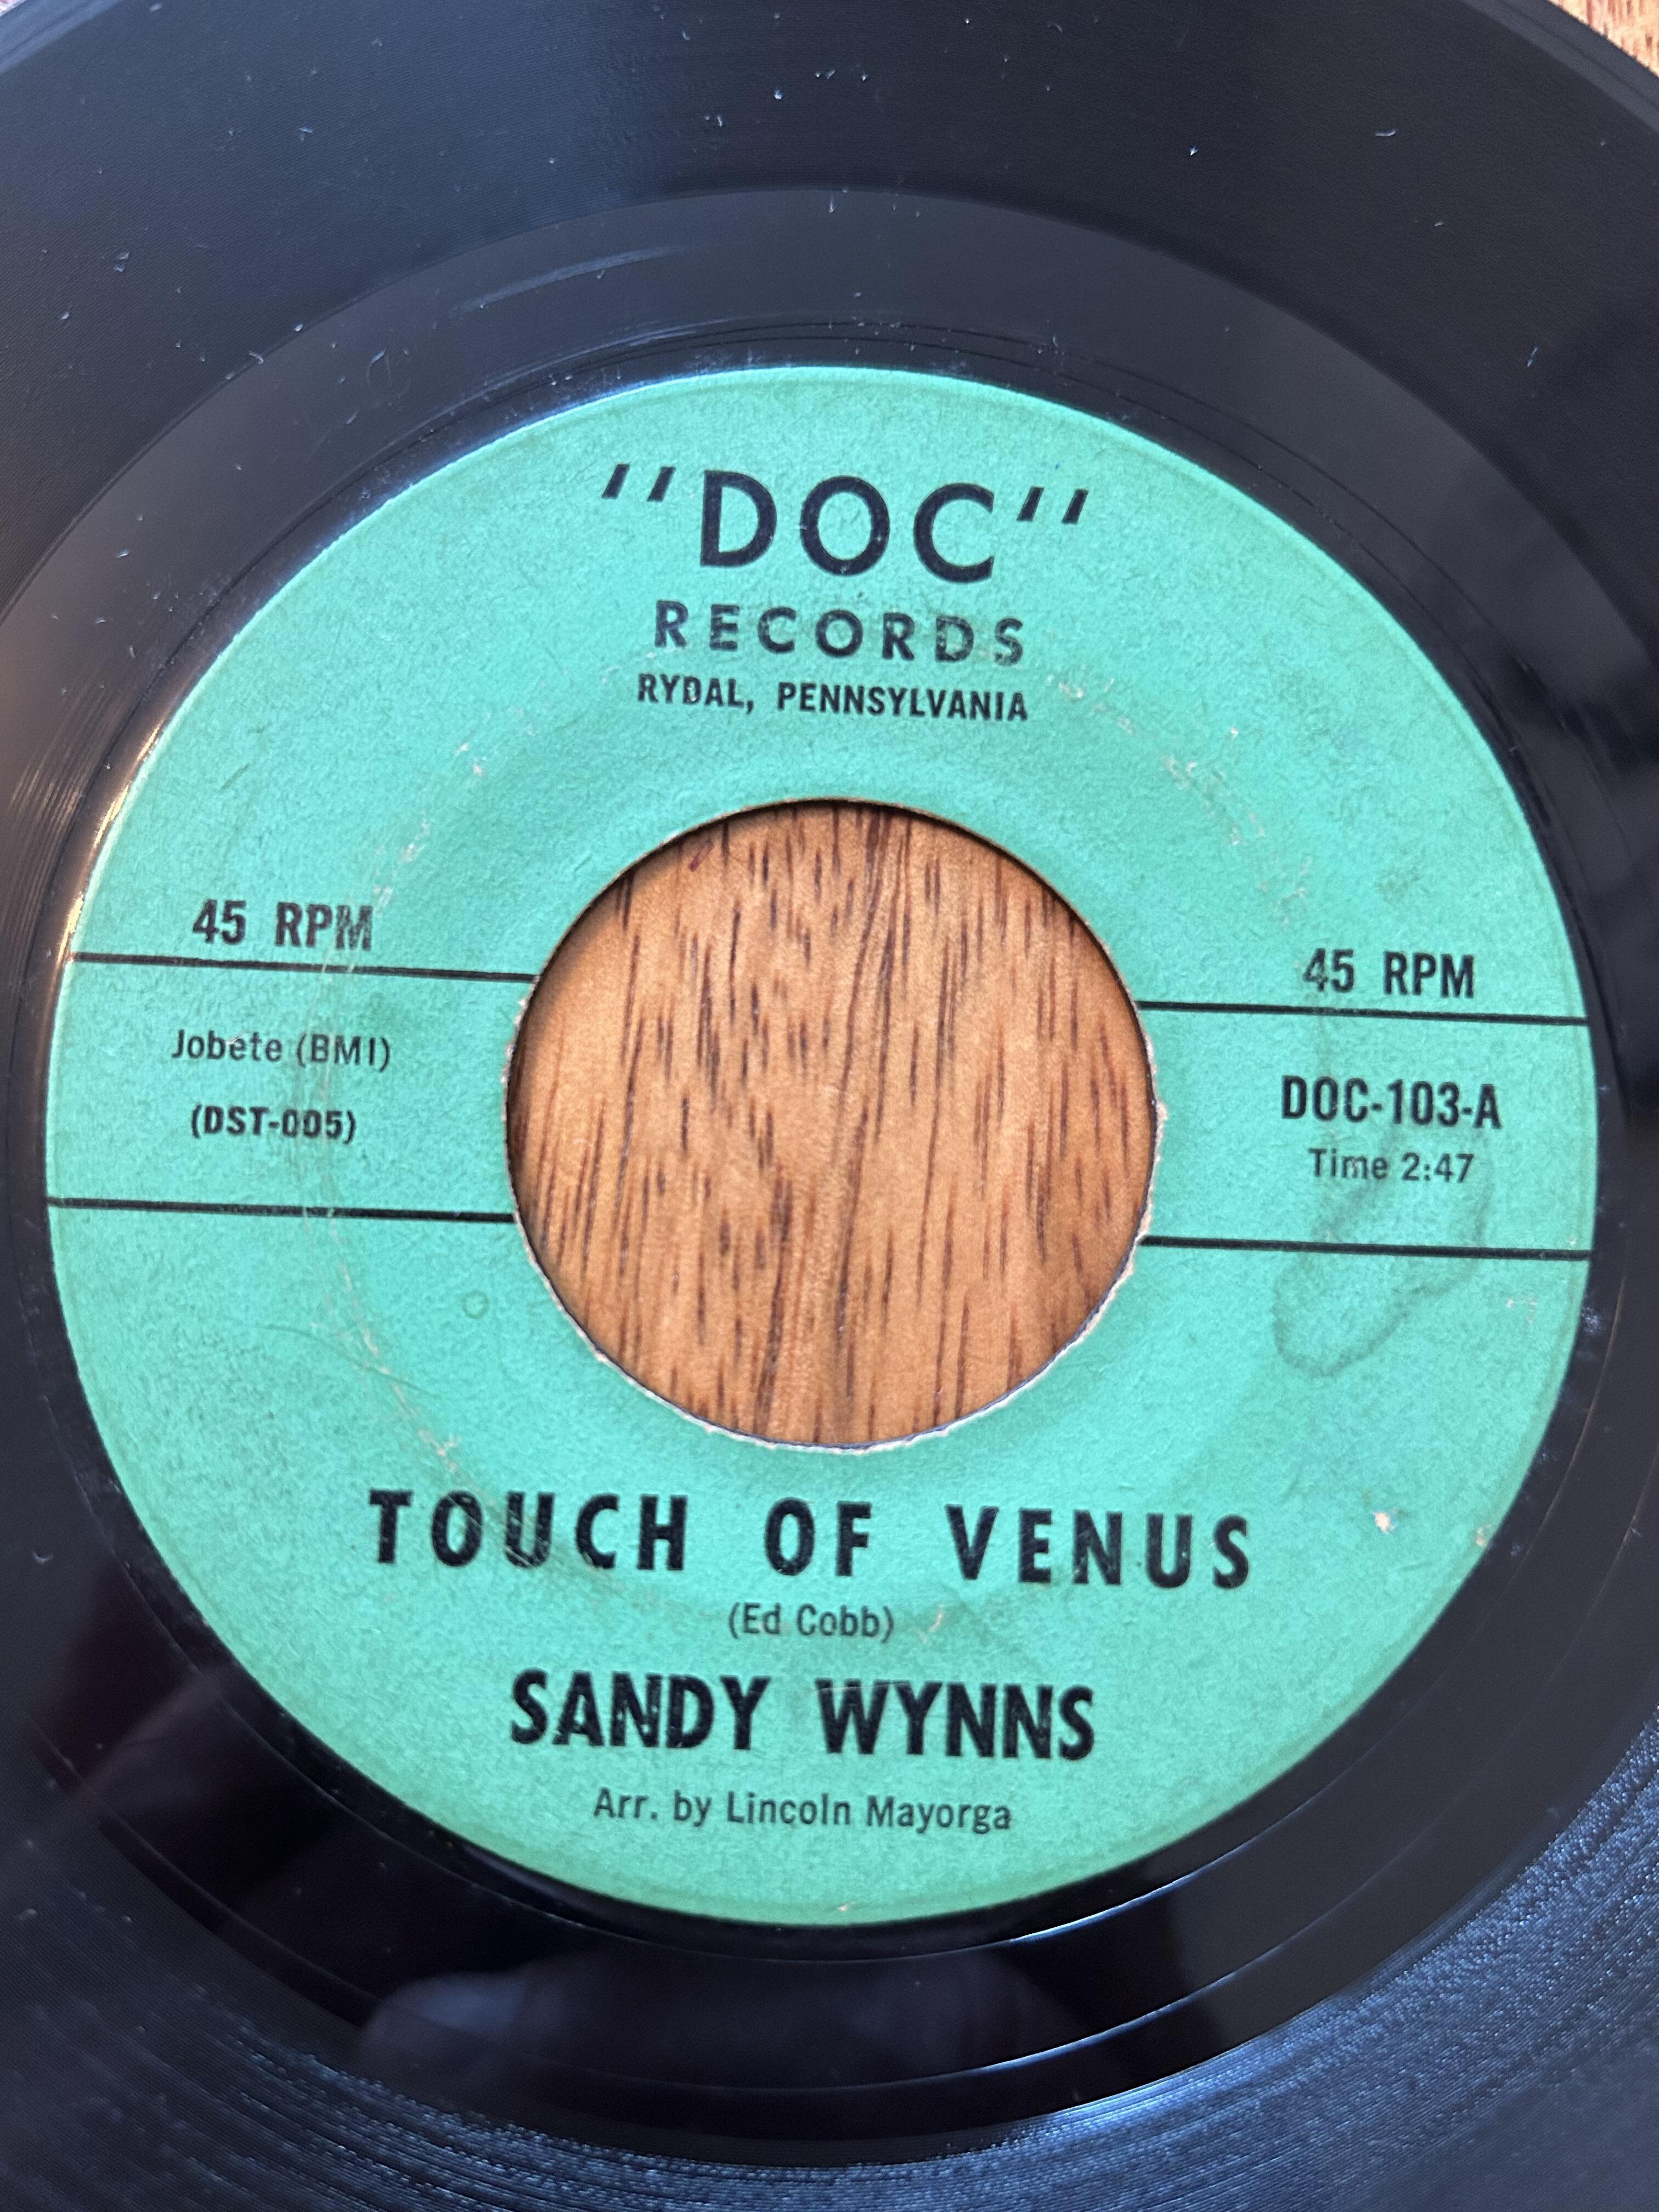 "DOC"
RECORDS
RYDAL, PENNSYLVANIA
45 RPM
Jobete (BMI)
(DST-005)
45 RPM
DOC-103-A
Time 2:47
TOUCH OF VENUS
(Ed Cobb)
SANDY WYNNS
Arr. by Lincoln Mayorga